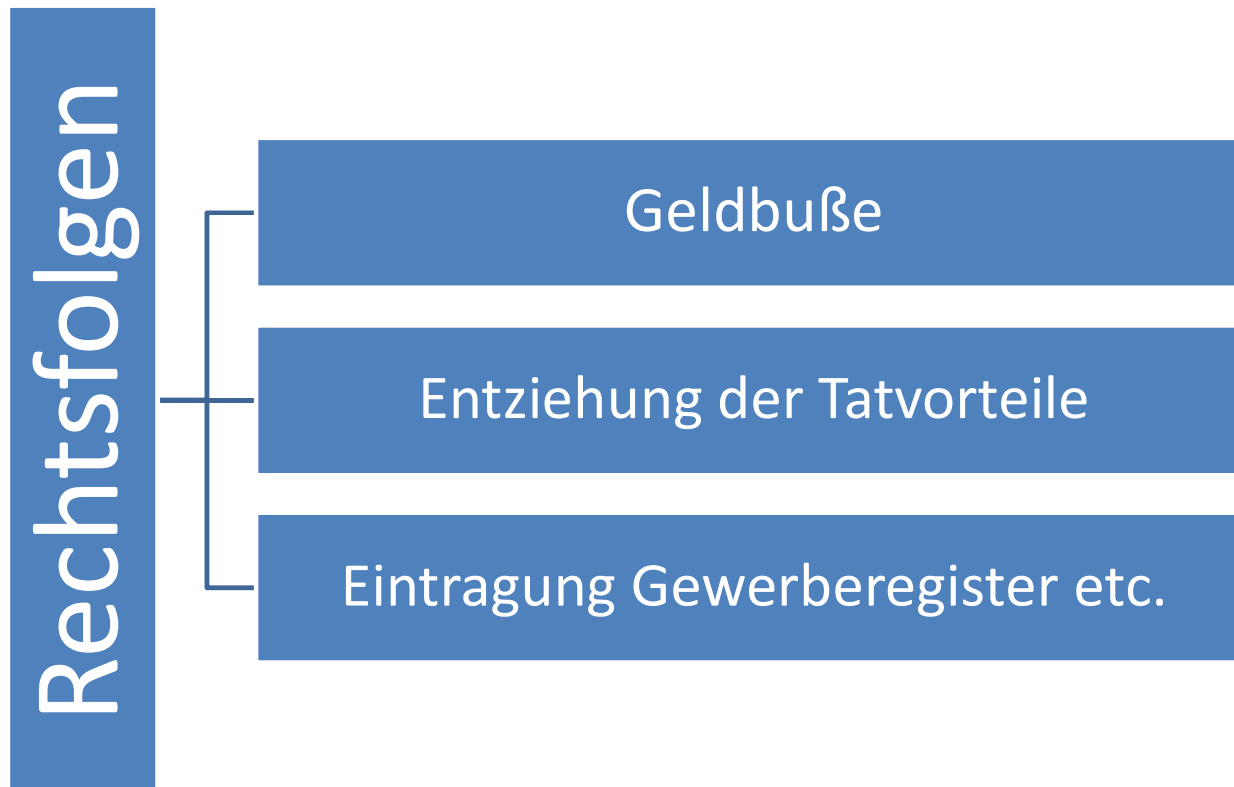 Rechtsfolgen
Geldbuße
Entziehung der Tatvorteile
Eintragung Gewerberegister etc.